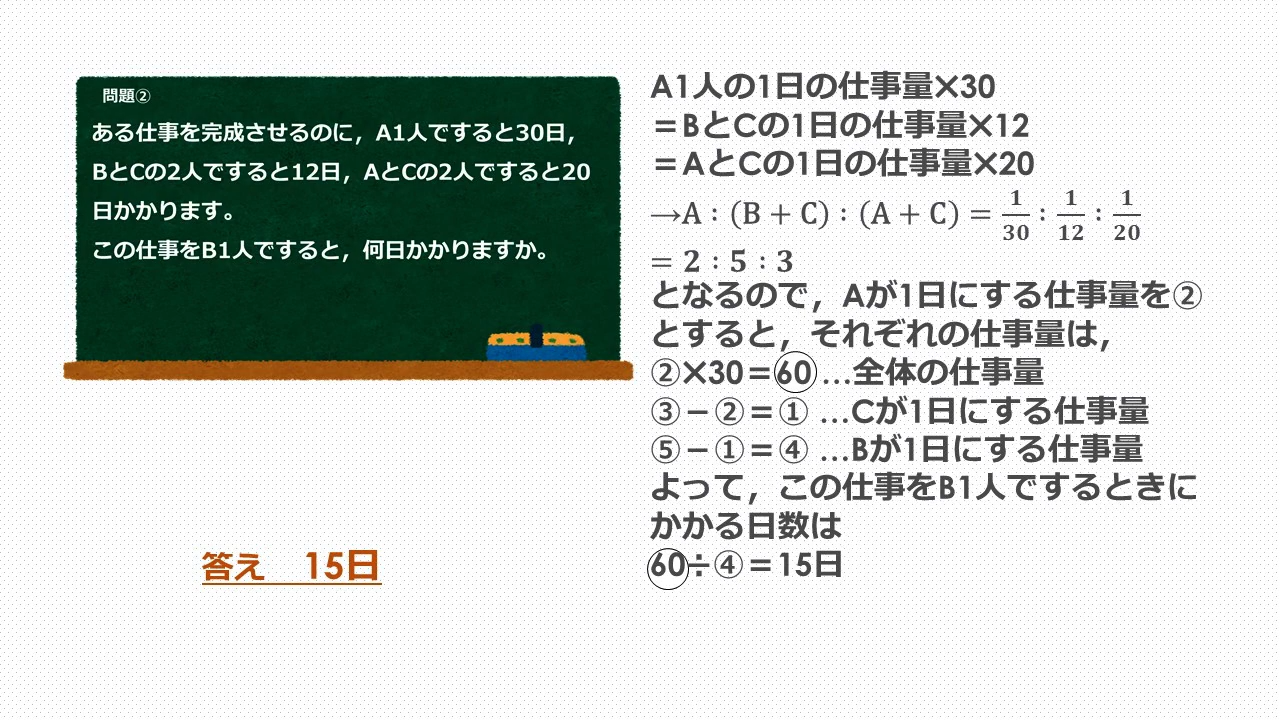 問題②
ある仕事を完成させるのに，A1人ですると30日，
BとCの2人ですると12日，AとCの2人ですると20
日かかります。
この仕事をB1人ですると，何日かかりますか。
A1人の1日の仕事量×30
＝BとCの1日の仕事量×12
＝AとCの1日の仕事量×20
→A：(B＋C)：(A＋C)＝1/30：1/12：1/20
＝2：5：3
となるので，Aが1日にする仕事量を②
とすると，それぞれの仕事量は，
②×30＝60 …全体の仕事量
③－②＝① …Cが1日にする仕事量
⑤－①＝④ …Bが1日にする仕事量
よって，この仕事をB1人でするときに
かかる日数は
60÷④＝15日
答え　15日